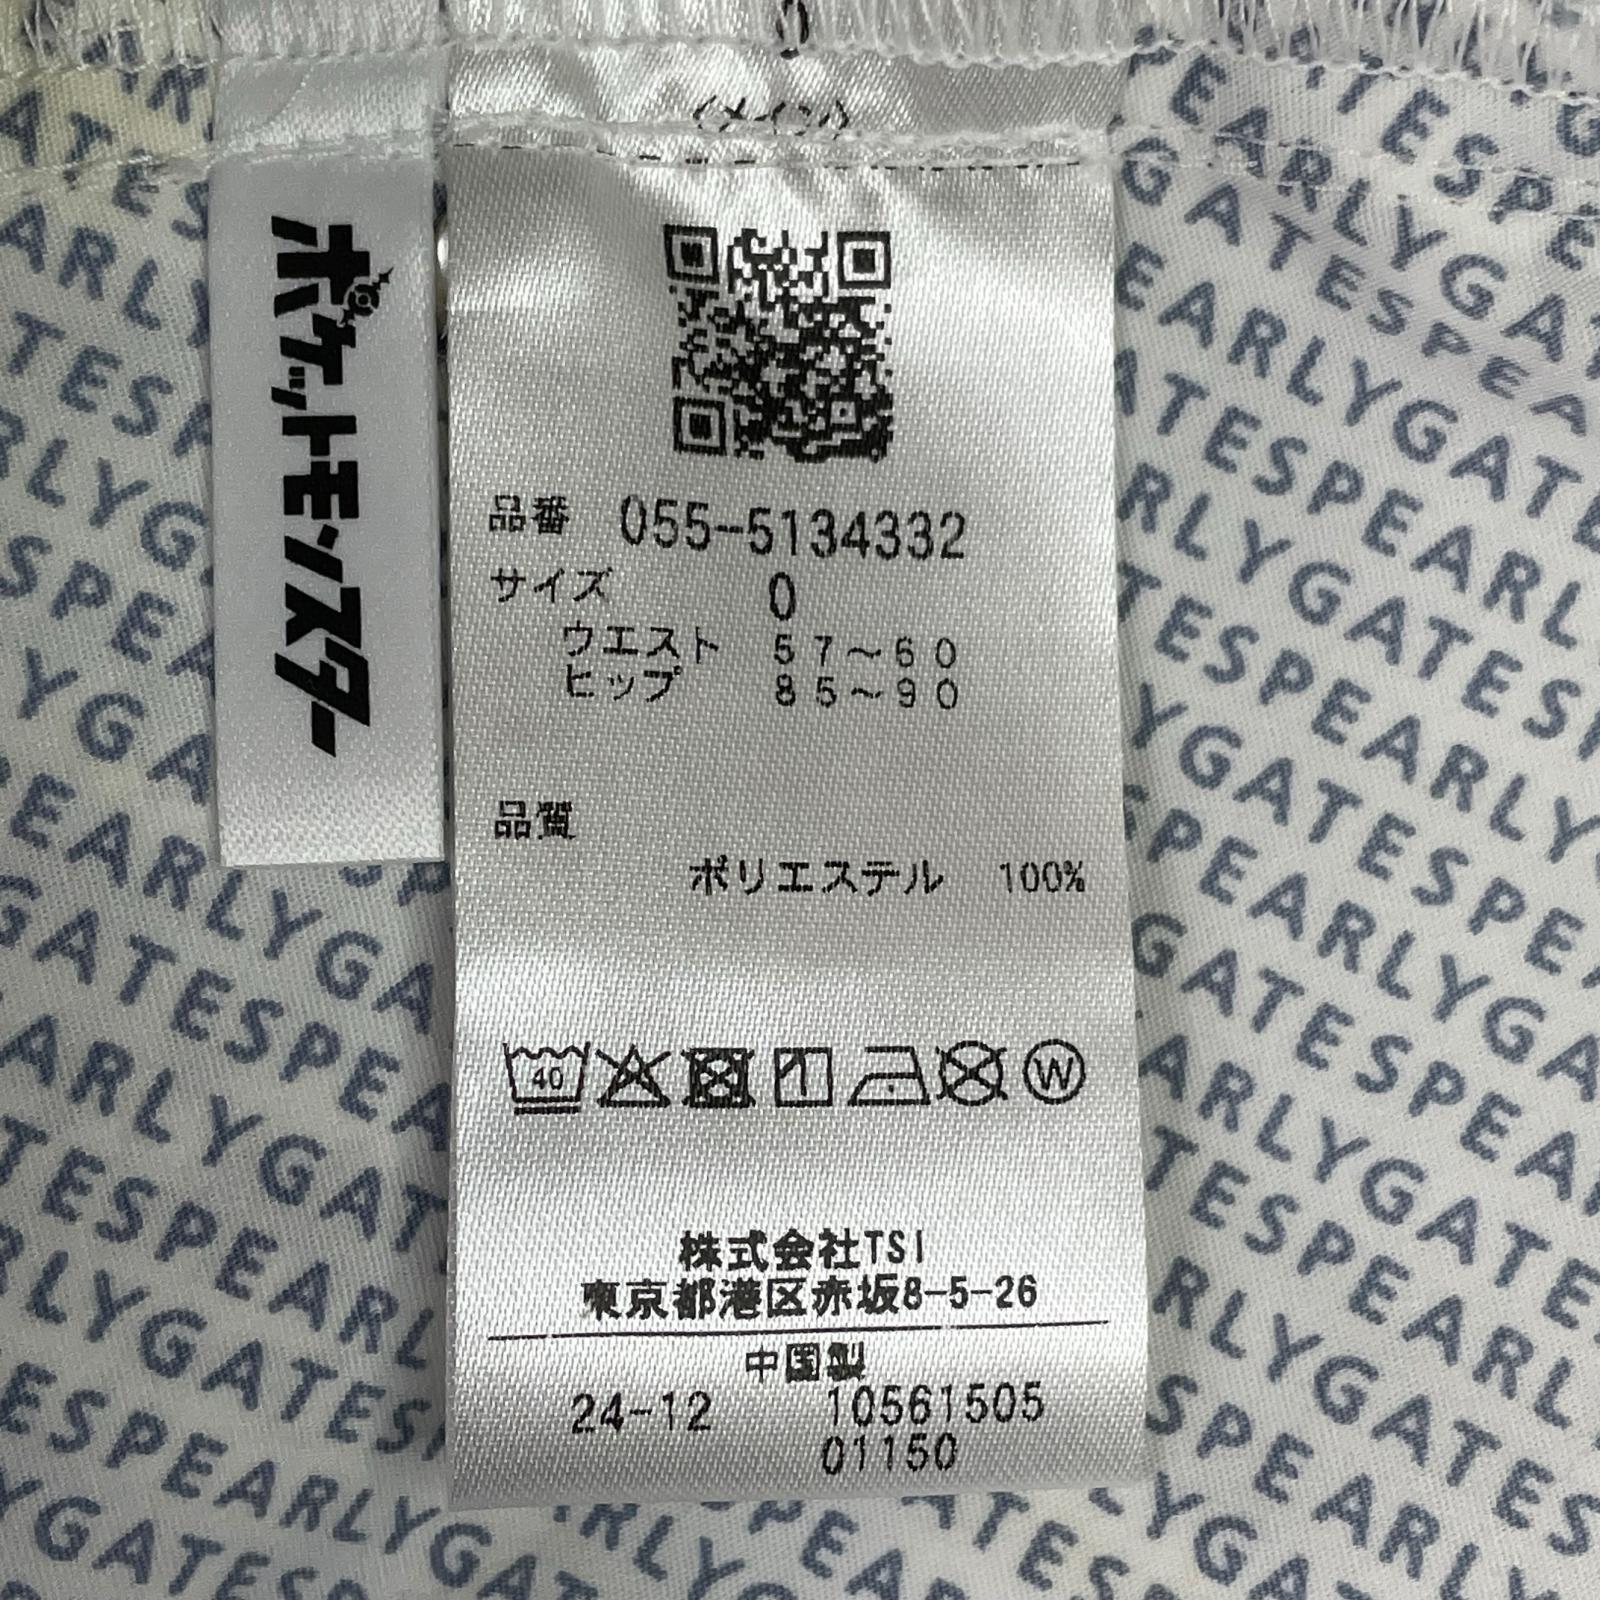 〈メイン〉
ポケットモンスター
品番 055-5134332
サイズ 0
ウエスト 57～60
ヒップ 85～90
品質
ポリエステル 100%
40
W
株式会社TSI
東京都港区赤坂8-5-26
中国製
24-12 10561505
01150
PEARLYGATES